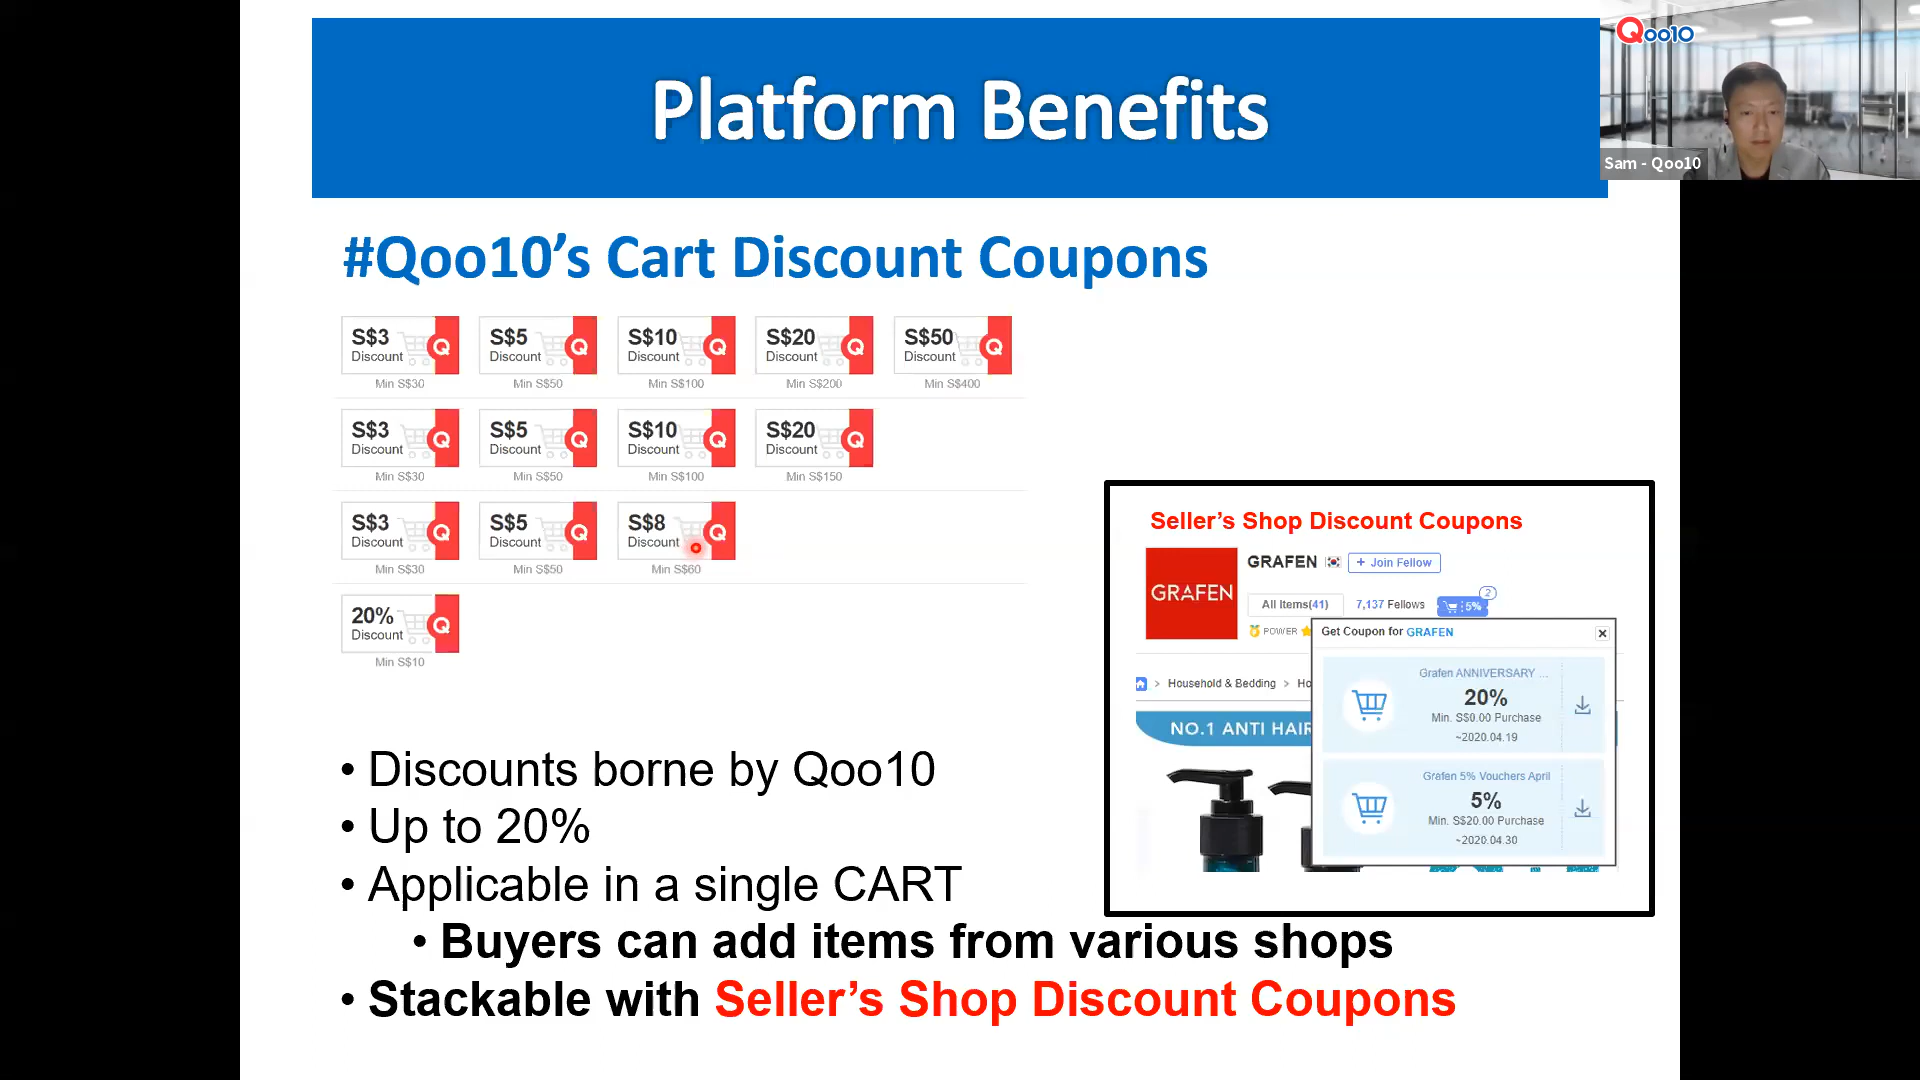 Platform Benefits
Qoo10
Sam - Qoo10
#Qoo10’s Cart Discount Coupons
S$3 Discount Min S$30
S$5 Discount Min S$50
S$10 Discount Min S$100
S$20 Discount Min S$200
S$50 Discount Min S$400
S$3 Discount Min S$30
S$5 Discount Min S$50
S$10 Discount Min S$100
S$20 Discount Min S$150
S$3 Discount Min S$30
S$5 Discount Min S$50
S$8 Discount Min S$60
20% Discount Min S$10
Seller’s Shop Discount Coupons
GRAFEN
GRAFEN
+ Join Fellow
All Items(41)
7,137 Fellows
5%
2
POWER
Get Coupon for GRAFEN
Household & Bedding > Ho
NO.1 ANTI HAIR
Grafen ANNIVERSARY ...
20%
Min. S$0.00 Purchase
~2020.04.19
Grafen 5% Vouchers April
5%
Min. S$20.00 Purchase
~2020.04.30
• Discounts borne by Qoo10
• Up to 20%
• Applicable in a single CART
• Buyers can add items from various shops
• Stackable with Seller’s Shop Discount Coupons